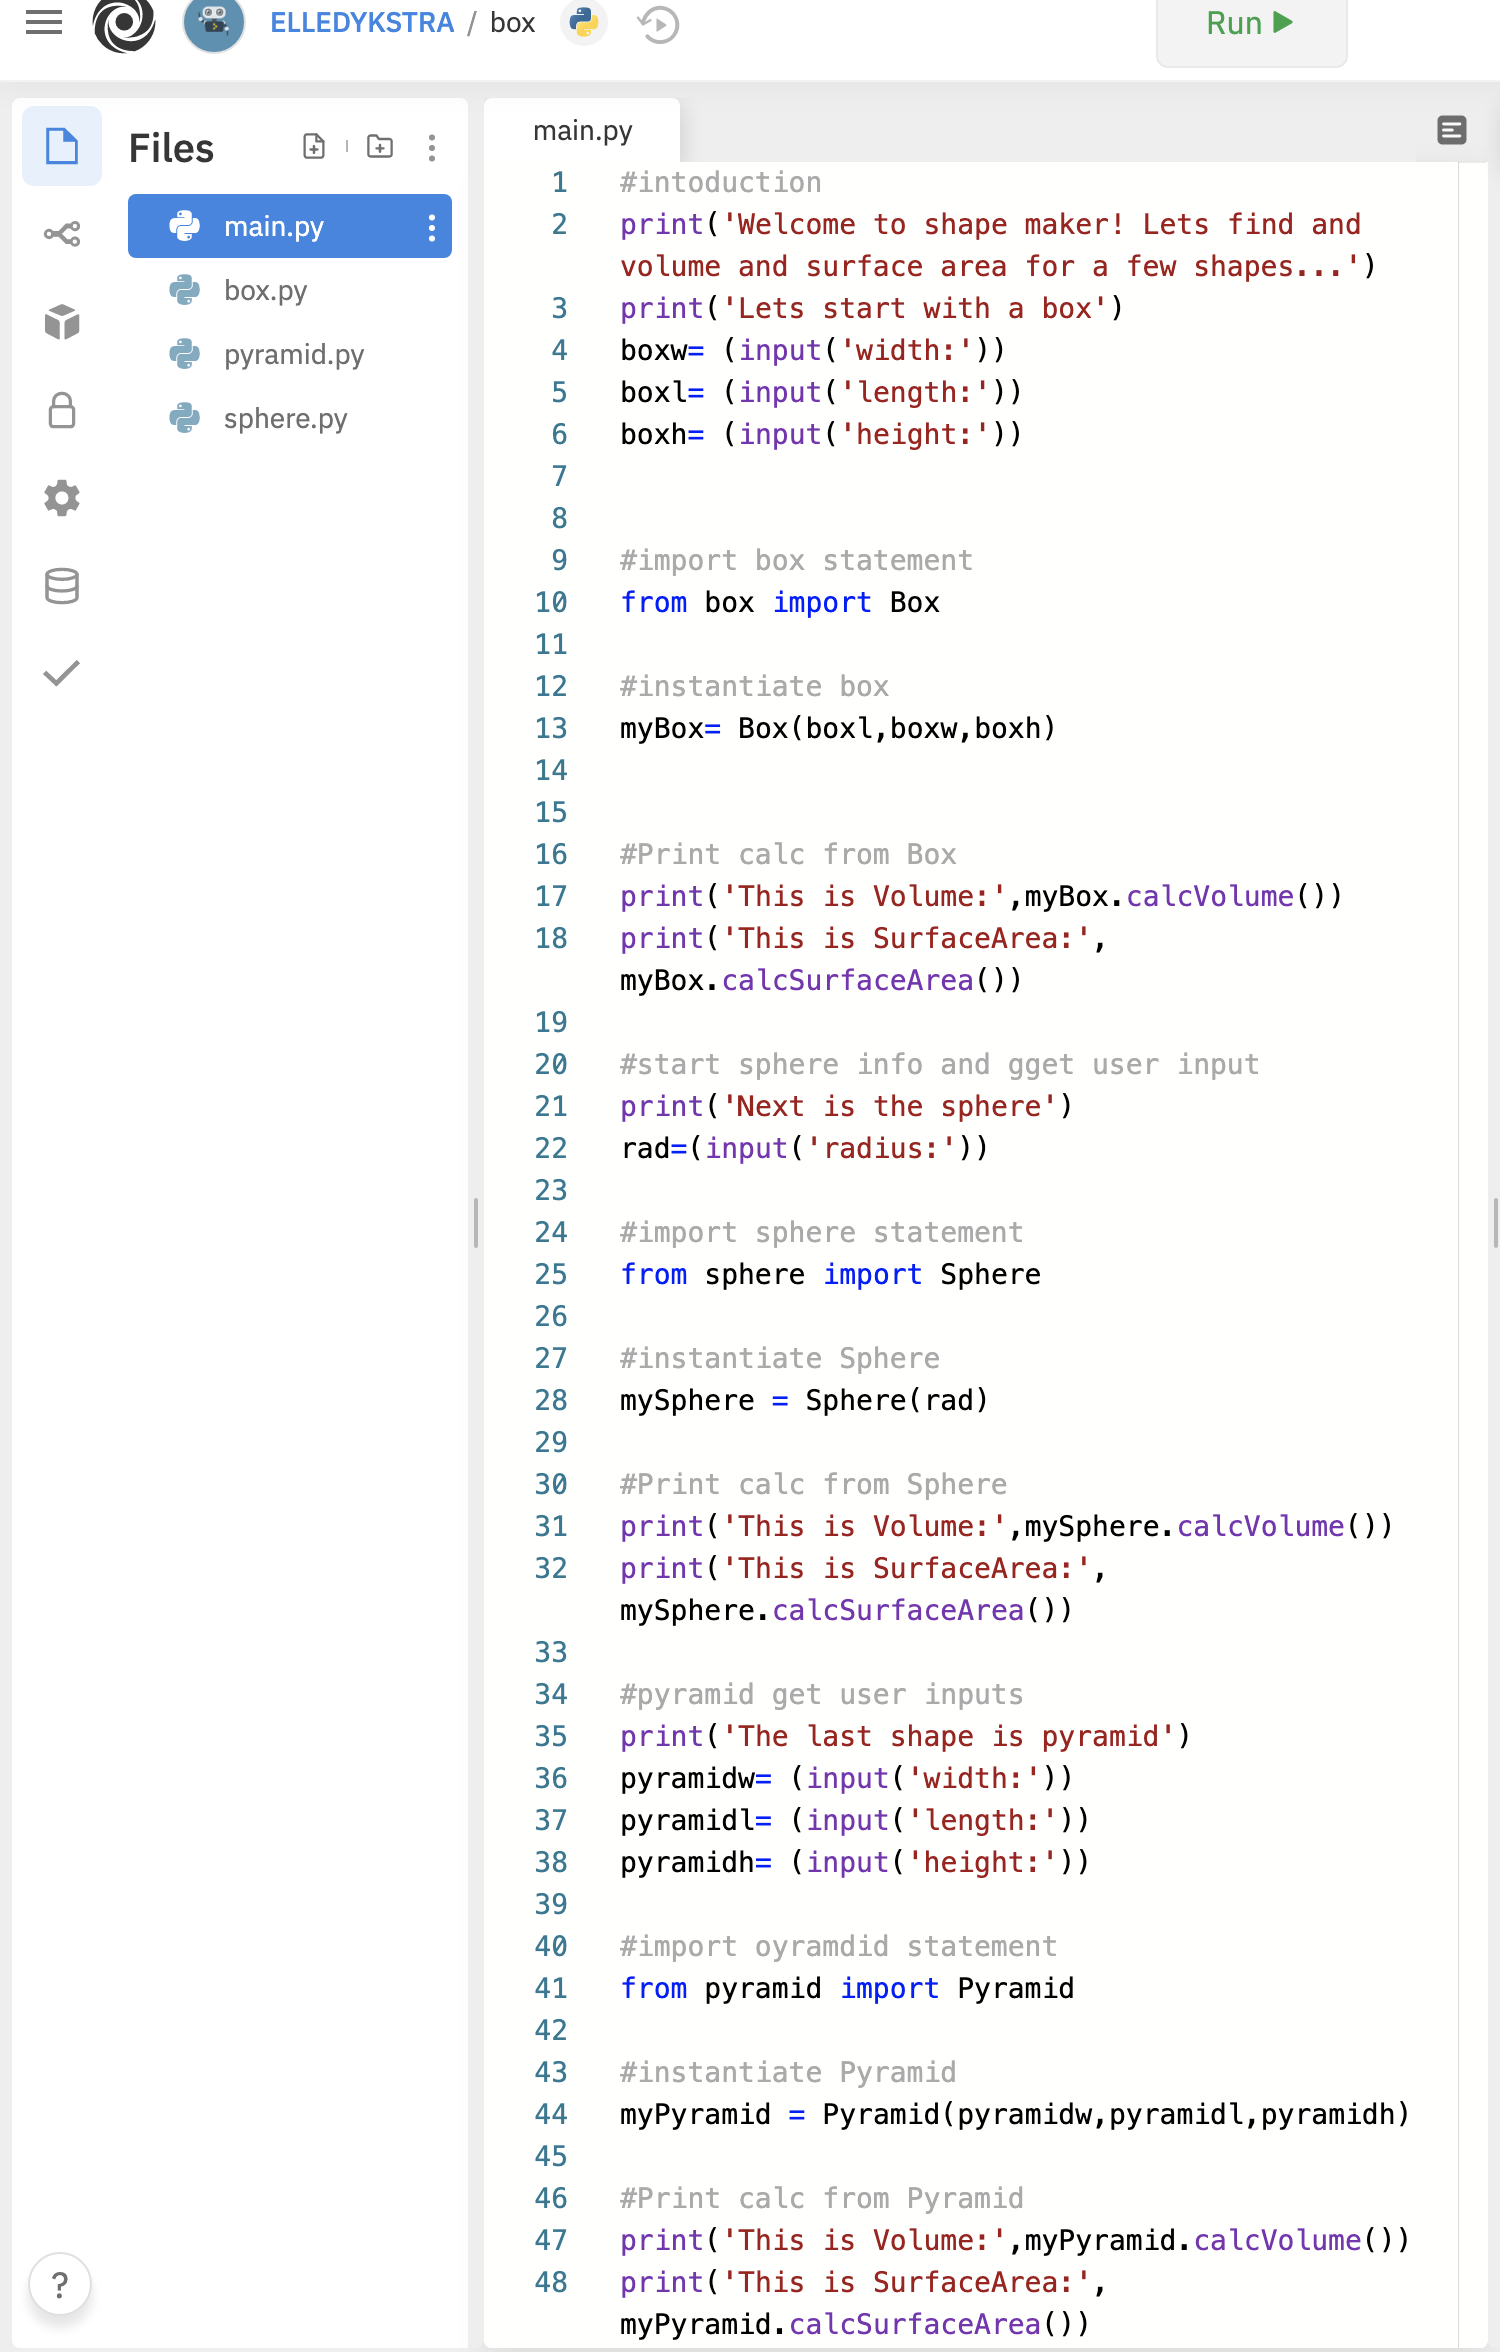 ELLEDYKSTRA / box
Run
Files
main.py
box.py
pyramid.py
sphere.py
?
main.py
1 #intoduction
2 print('Welcome to shape maker! Lets find and
volume and surface area for a few shapes...')
3 print('Lets start with a box')
4 boxw= (input('width:'))
5 boxl= (input('length:'))
6 boxh= (input('height:'))
7
8
9 #import box statement
10 from box import Box
11
12 #instantiate box
13 myBox= Box(boxl,boxw,boxh)
14
15
16 #Print calc from Box
17 print('This is Volume:',myBox.calcVolume())
18 print('This is SurfaceArea:',
myBox.calcSurfaceArea())
19
20 #start sphere info and gget user input
21 print('Next is the sphere')
22 rad=(input('radius:'))
23
24 #import sphere statement
25 from sphere import Sphere
26
27 #instantiate Sphere
28 mySphere = Sphere(rad)
29
30 #Print calc from Sphere
31 print('This is Volume:',mySphere.calcVolume())
32 print('This is SurfaceArea:',
mySphere.calcSurfaceArea())
33
34 #pyramid get user inputs
35 print('The last shape is pyramid')
36 pyramidw= (input('width:'))
37 pyramidl= (input('length:'))
38 pyramidh= (input('height:'))
39
40 #import oyramdid statement
41 from pyramid import Pyramid
42
43 #instantiate Pyramid
44 myPyramid = Pyramid(pyramidw,pyramidl,pyramidh)
45
46 #Print calc from Pyramid
47 print('This is Volume:',myPyramid.calcVolume())
48 print('This is SurfaceArea:',
myPyramid.calcSurfaceArea())